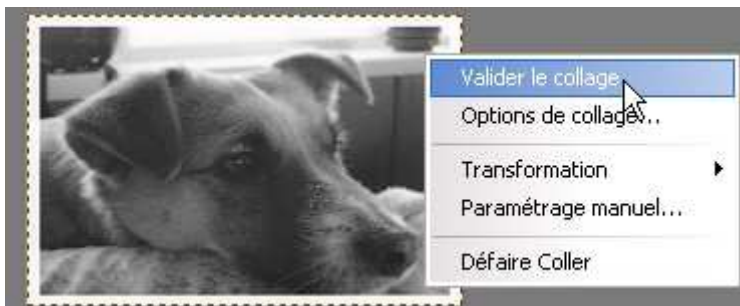 Valider le collage
Options de collage...
Transformation
Paramétrage manuel...
Défaire Coller